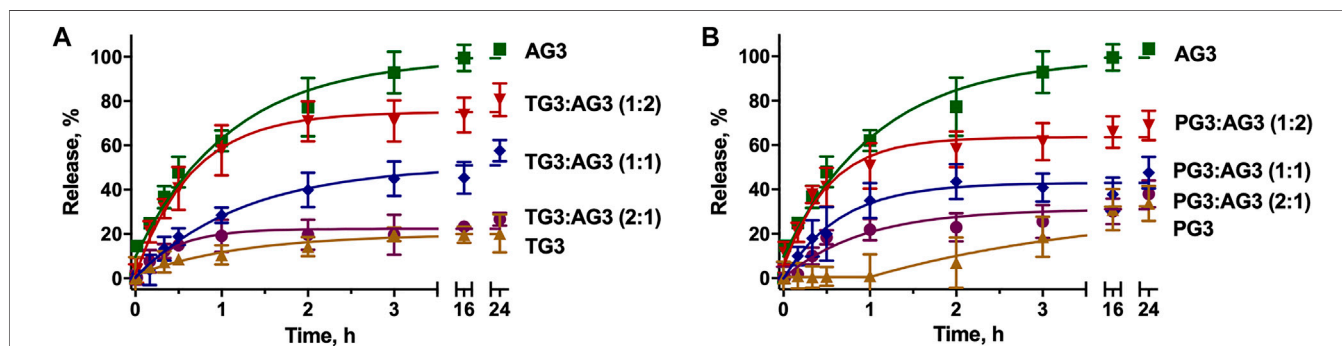 A
Release, %
100
80
60
40
20
0
0
1
2
3
16
24
Time, h
AG3
TG3:AG3 (1:2)
TG3:AG3 (1:1)
TG3:AG3 (2:1)
TG3
B
Release, %
100
80
60
40
20
0
0
1
2
3
16
24
Time, h
AG3
PG3:AG3 (1:2)
PG3:AG3 (1:1)
PG3:AG3 (2:1)
PG3